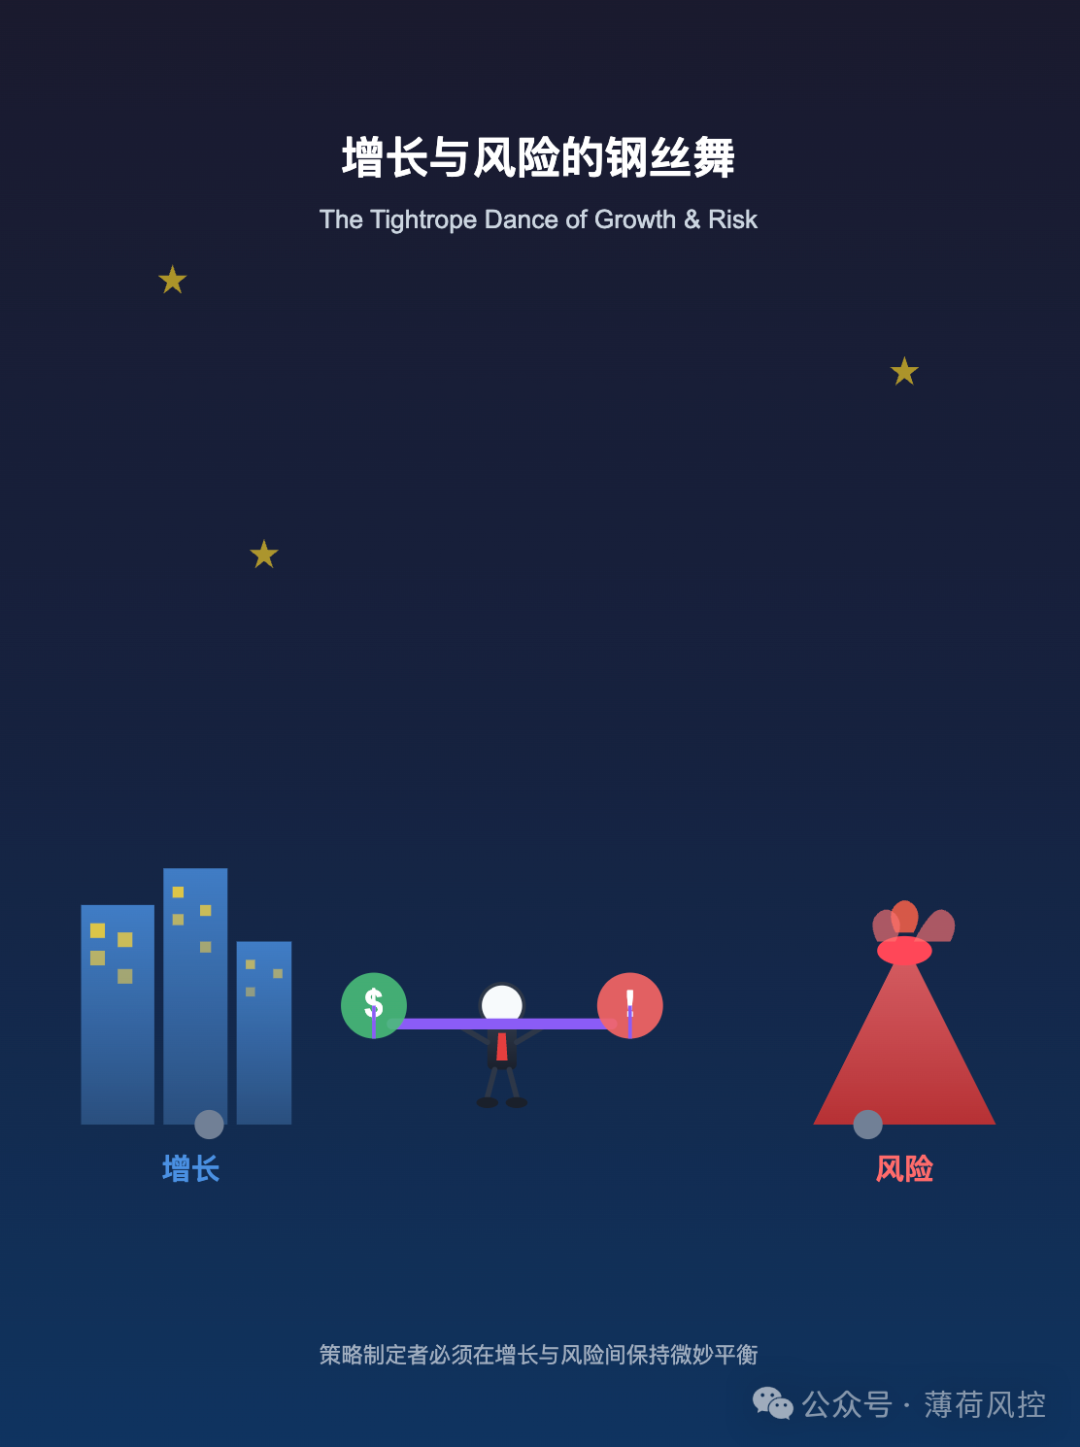 增长与风险的钢丝舞
The Tightrope Dance of Growth & Risk
$
!
增长
风险
策略制定者必须在增长与风险间保持微妙平衡
公众号 · 薄荷风控